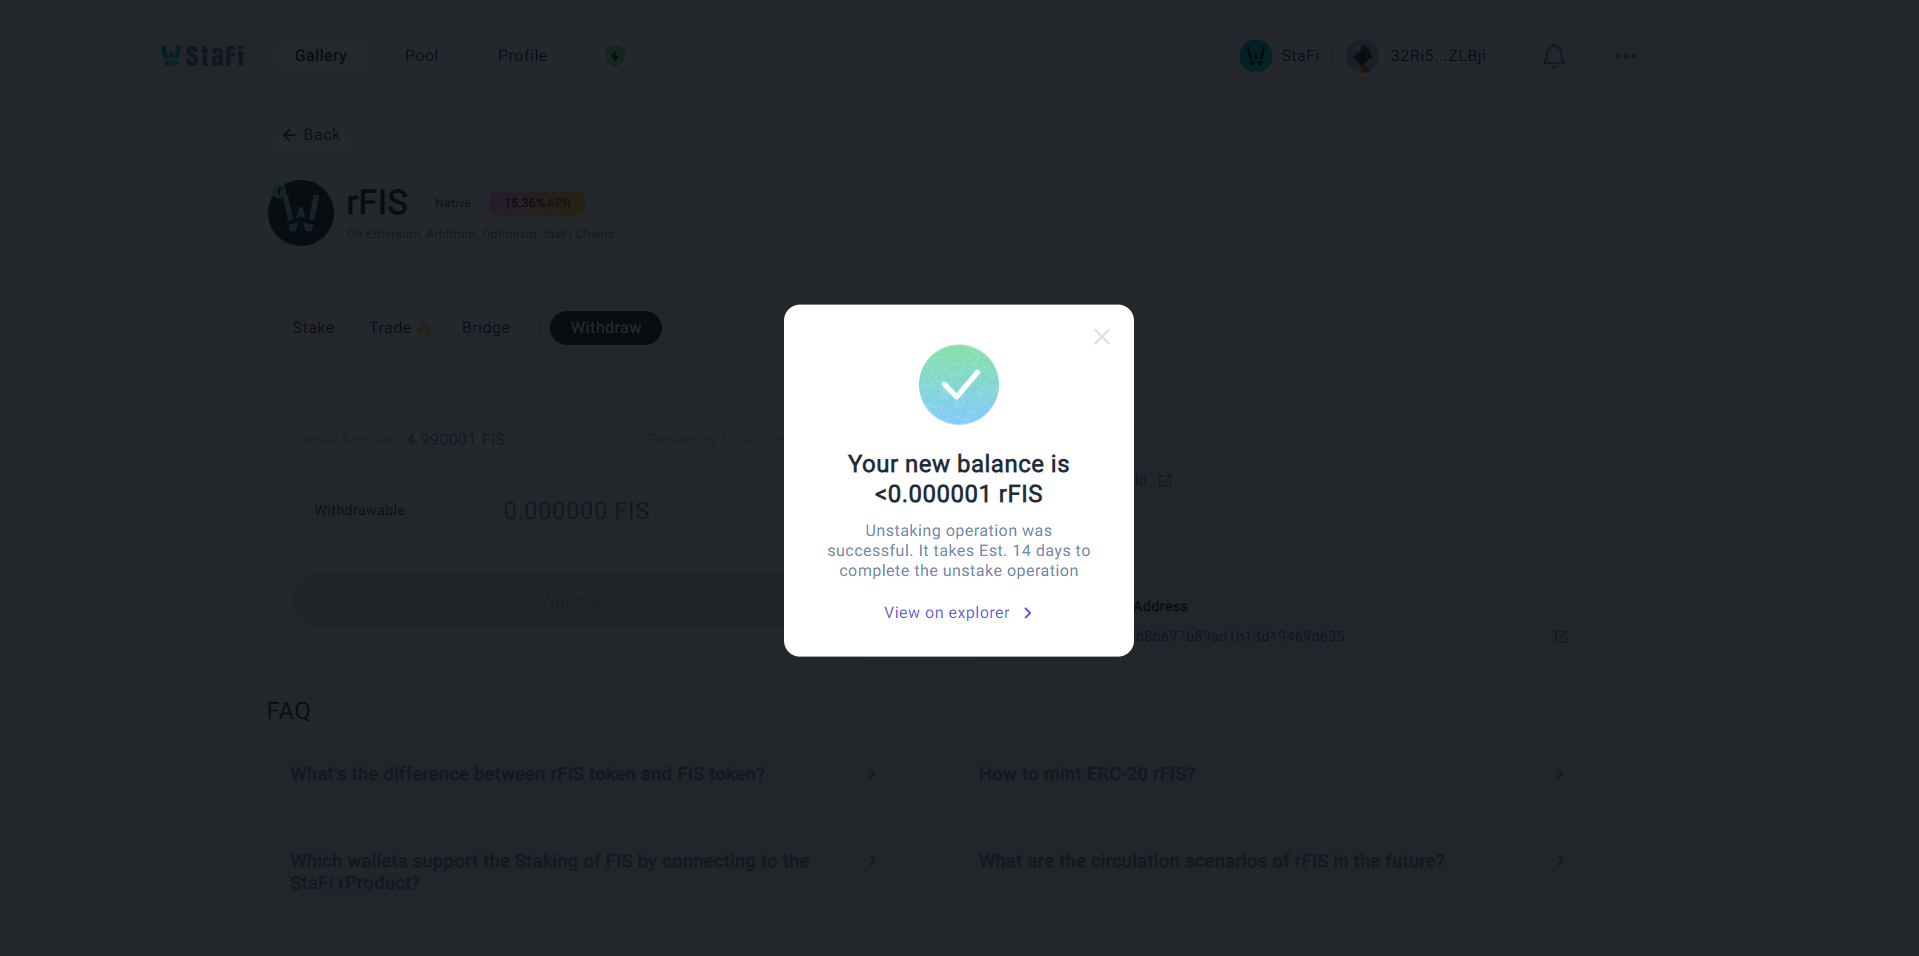 StaFi
Gallery
Pool
Profile
StaFi
32Ri5...ZLBji
Back
rFIS
Native
15.36% APR
On Ethereum, Arbitrum, Optimism, StaFi Chains
Stake
Trade
Bridge
Withdraw
Overall Amount 4.990001 FIS
Remaining Lock Tim
Withdrawable
0.000000 FIS
Withdraw
Your new balance is
<0.000001 rFIS
Unstaking operation was
successful. It takes Est. 14 days to
complete the unstake operation
View on explorer
ld
Address
b8b697b89ad1b13d19469d635
FAQ
What's the difference between rFIS token and FIS token?
How to mint ERC-20 rFIS?
Which wallets support the Staking of FIS by connecting to the
StaFi rProduct?
What are the circulation scenarios of rFIS in the future?